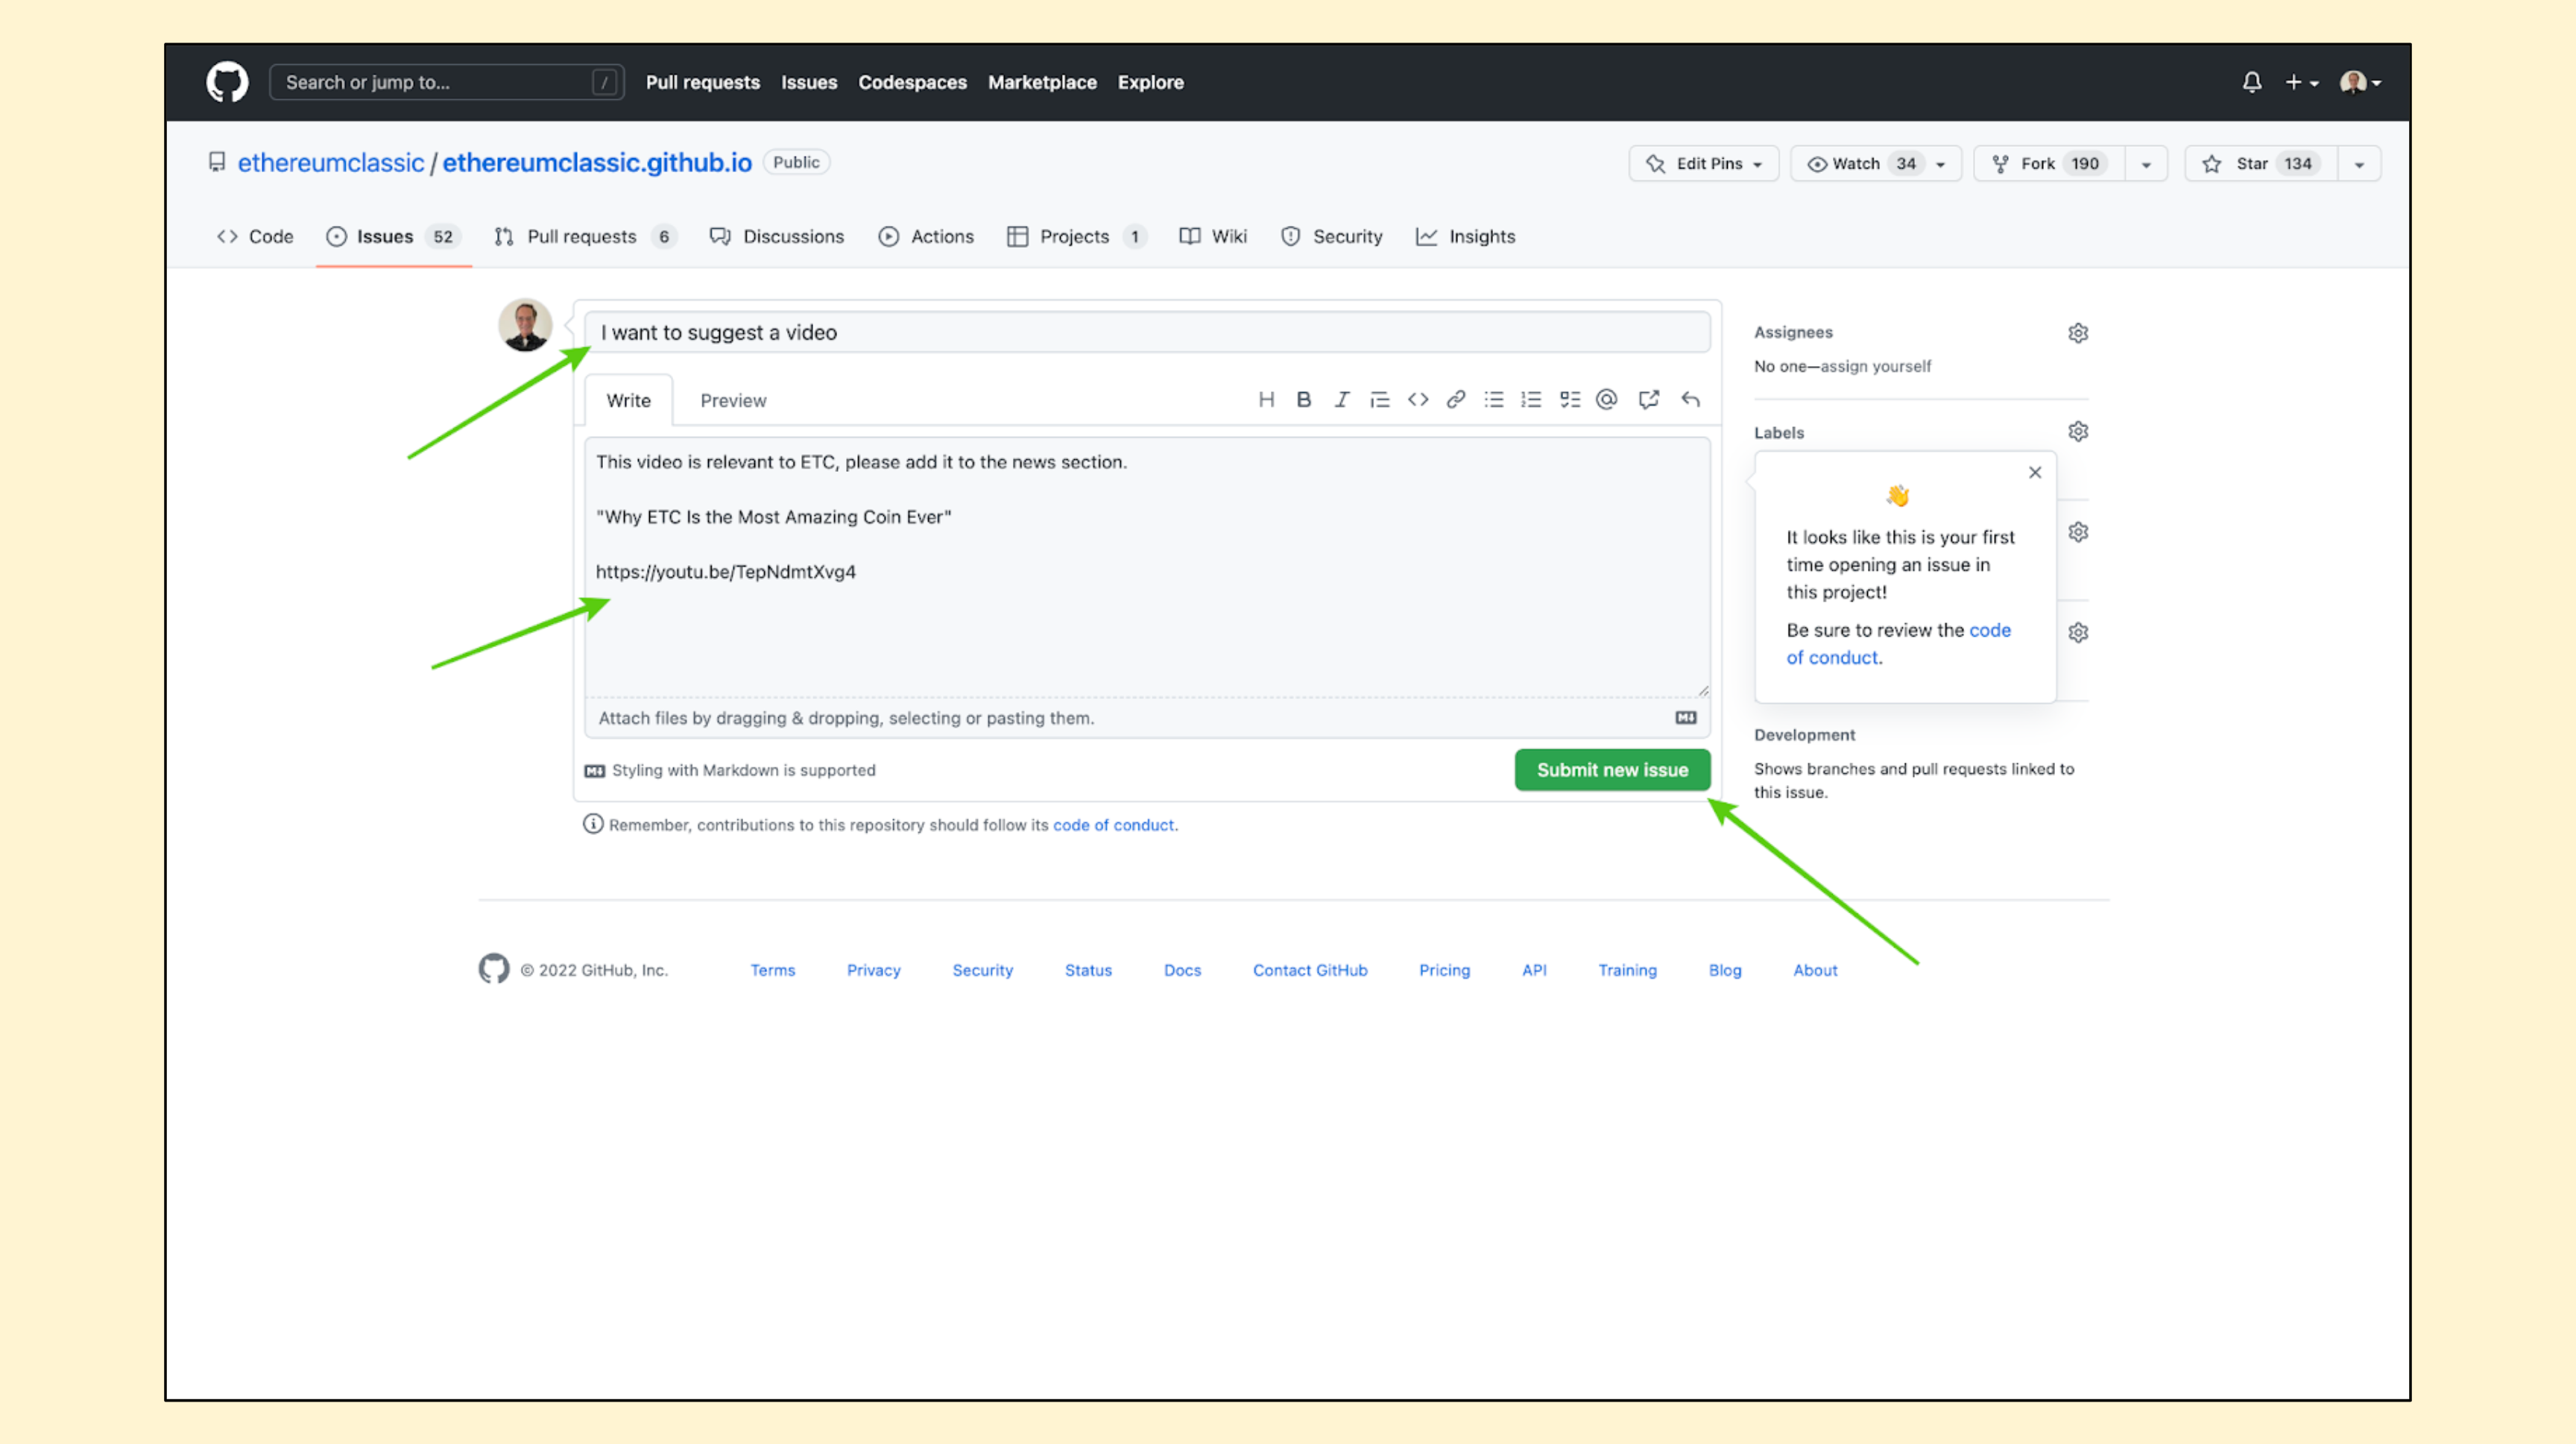 Search or jump to... /
Pull requests Issues Codespaces Marketplace Explore
ethereumclassic / ethereumclassic.github.io Public
Edit Pins Watch 34 Fork 190 Star 134
Code Issues 52 Pull requests 6 Discussions Actions Projects 1 Wiki Security Insights
I want to suggest a video
Write Preview
H B I @
This video is relevant to ETC, please add it to the news section.
"Why ETC Is the Most Amazing Coin Ever"
https://youtu.be/TepNdmtXvg4
Attach files by dragging & dropping, selecting or pasting them.
Styling with Markdown is supported
Submit new issue
Remember, contributions to this repository should follow its code of conduct.
Assignees
No one—assign yourself
Labels
It looks like this is your first
time opening an issue in
this project!
Be sure to review the code
of conduct.
Development
Shows branches and pull requests linked to
this issue.
© 2022 GitHub, Inc. Terms Privacy Security Status Docs Contact GitHub Pricing API Training Blog About